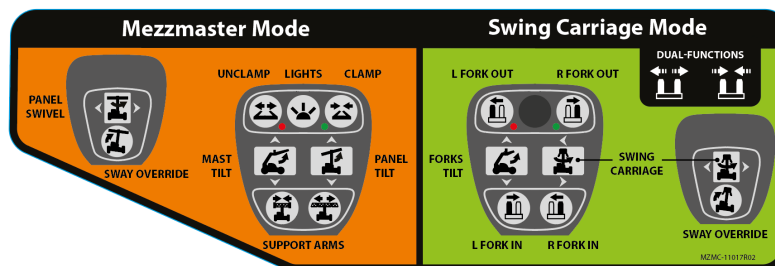 Mezzmaster Mode
UNCLAMP LIGHTS CLAMP
PANEL
SWIVEL
SWAY OVERRIDE
MAST
TILT
PANEL
TILT
SUPPORT ARMS
Swing Carriage Mode
DUAL-FUNCTIONS
L FORK OUT
R FORK OUT
FORKS
TILT
SWING
CARRIAGE
L FORK IN
R FORK IN
SWAY OVERRIDE
MZMC-11017R02